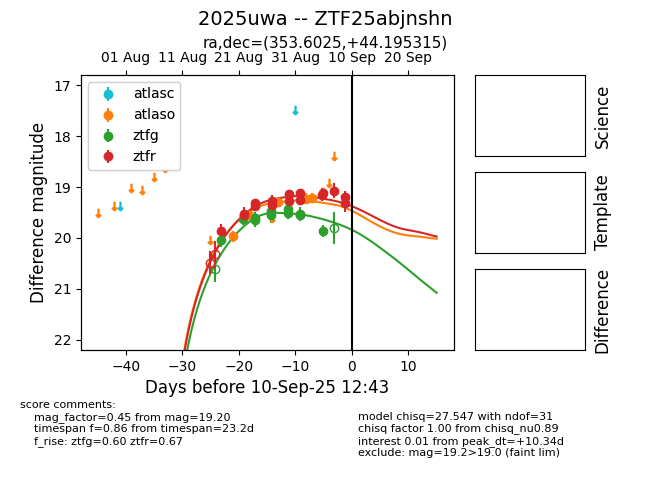 2025uwa -- ZTF25abjnshn
ra,dec=(353.6025,+44.195315)
01 Aug 11 Aug 21 Aug 31 Aug 10 Sep 20 Sep
atlasc
atlaso
ztfg
ztfr
17
18
19
20
21
22
Difference magnitude
−40 −30 −20 −10 0 10
Days before 10-Sep-25 12:43
Science
Template
Difference
score comments:
mag_factor=0.45 from mag=19.20
timespan f=0.86 from timespan=23.2d
f_rise: ztfg=0.60 ztfr=0.67
model chisq=27.547 with ndof=31
chisq factor 1.00 from chisq_nu0.89
interest 0.01 from peak_dt=+10.34d
exclude: mag=19.2>19.0 (faint lim)